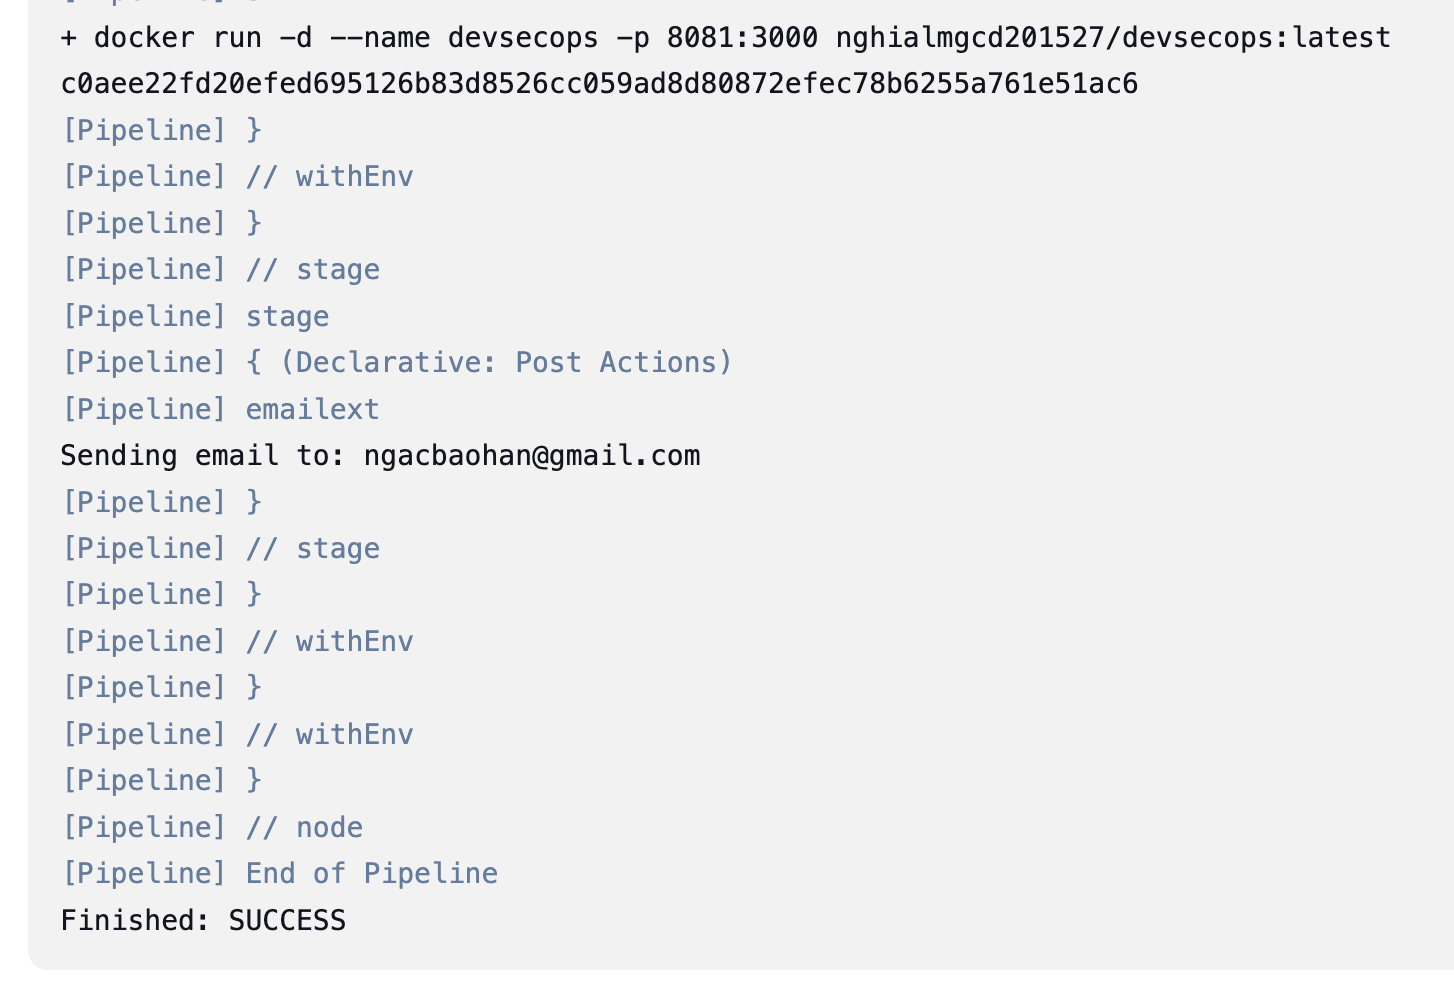 + docker run -d --name devsecops -p 8081:3000 nghialmgcd201527/devsecops:latest
c0aee22fd20efed695126b83d8526cc059ad8d80872efec78b6255a761e51ac6
[Pipeline] }
[Pipeline] // withEnv
[Pipeline] }
[Pipeline] // stage
[Pipeline] stage
[Pipeline] { (Declarative: Post Actions)
[Pipeline] emailext
Sending email to: ngacbaohan@gmail.com
[Pipeline] }
[Pipeline] // stage
[Pipeline] }
[Pipeline] // withEnv
[Pipeline] }
[Pipeline] // withEnv
[Pipeline] }
[Pipeline] // node
[Pipeline] End of Pipeline
Finished: SUCCESS